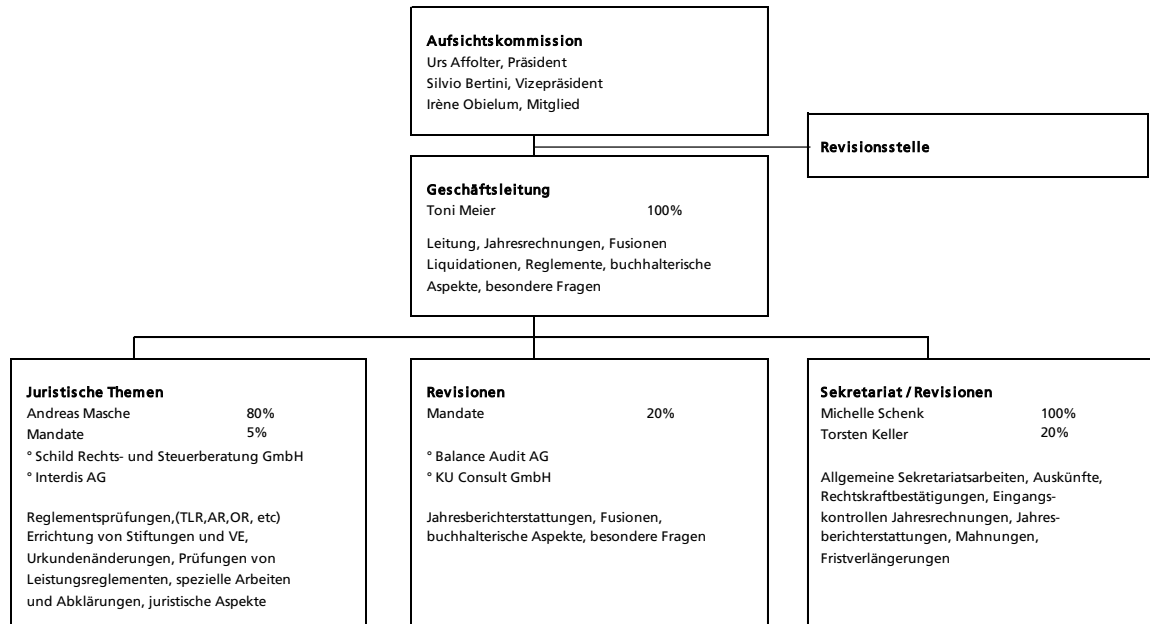 Aufsichtskommission
Urs Affolter, Präsident
Silvio Bertini, Vizepräsident
Irène Obielum, Mitglied
Revisionsstelle
Geschäftsleitung
Toni Meier 100%
Leitung, Jahresrechnungen, Fusionen
Liquidationen, Reglemente, buchhalterische
Aspekte, besondere Fragen
Juristische Themen
Andreas Masche 80%
Mandate 5%
° Schild Rechts- und Steuerberatung GmbH
° Interdis AG
Reglementsprüfungen,(TLR,AR,OR, etc)
Errichtung von Stiftungen und VE,
Urkundenänderungen, Prüfungen von
Leistungsreglementen, spezielle Arbeiten
und Abklärungen, juristische Aspekte
Revisionen
Mandate 20%
° Balance Audit AG
° KU Consult GmbH
Jahresberichterstattungen, Fusionen,
buchhalterische Aspekte, besondere Fragen
Sekretariat / Revisionen
Michelle Schenk 100%
Torsten Keller 20%
Allgemeine Sekretariatsarbeiten, Auskünfte,
Rechtskraftbestätigungen, Eingangs-
kontrollen Jahresrechnungen, Jahres-
berichterstattungen, Mahnungen,
Fristverlängerungen